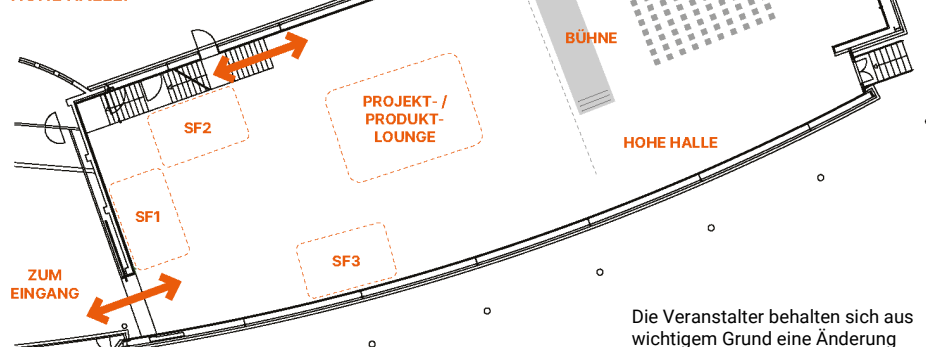 BÜHNE
PROJEKT- /
PRODUKT-
LOUNGE
SF2
HOHE HALLE
SF1
SF3
ZUM
EINGANG
Die Veranstalter behalten sich aus
wichtigem Grund eine Änderung